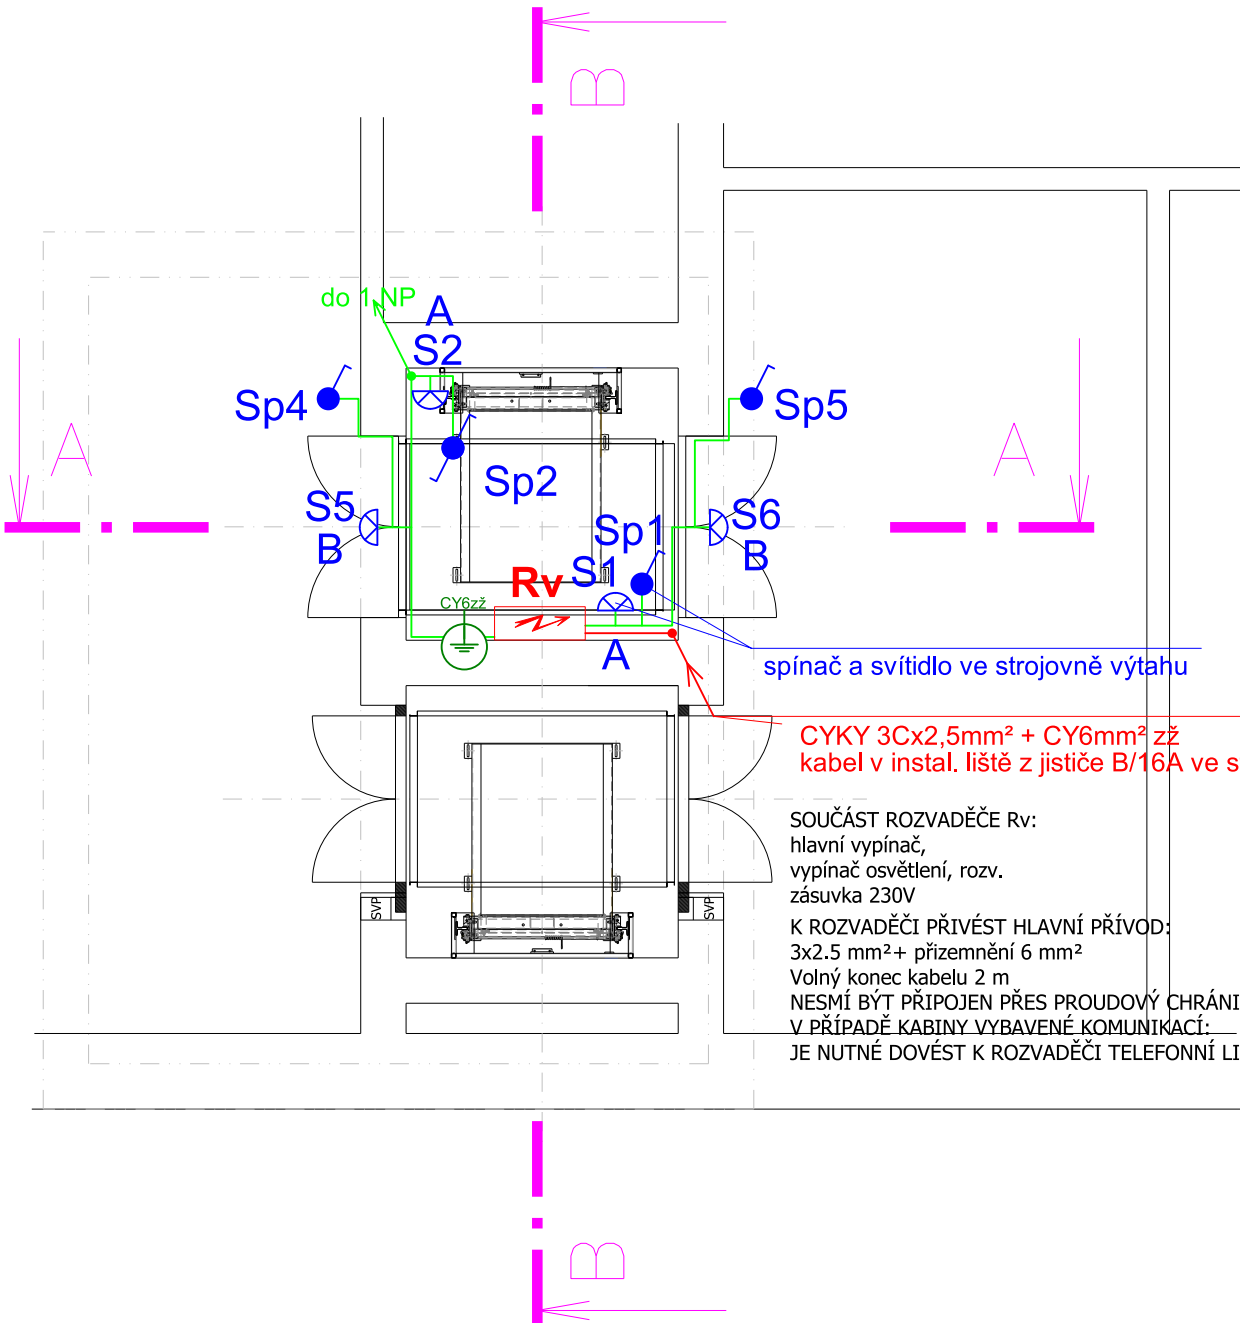 B
do 1.NP
A
S2
Sp4
Sp5
A
A
Sp2
S5
B
S6
B
Sp1
S1
Rv
CY6zž
A
spínač a svítidlo ve strojovně výtahu
CYKY 3Cx2,5mm² + CY6mm² zž
kabel v instal. liště z jističe B/16A ve s
SOUČÁST ROZVADĚČE Rv:
hlavní vypínač,
vypínač osvětlení, rozv.
zásuvka 230V
SVP
SVP
K ROZVADĚČI PŘIVÉST HLAVNÍ PŘÍVOD:
3x2.5 mm²+ přizemnění 6 mm²
Volný konec kabelu 2 m
NESMÍ BÝT PŘIPOJEN PŘES PROUDOVÝ CHRÁNI
V PŘÍPADĚ KABINY VYBAVENÉ KOMUNIKACÍ:
JE NUTNÉ DOVÉST K ROZVADĚČI TELEFONNÍ LI
B